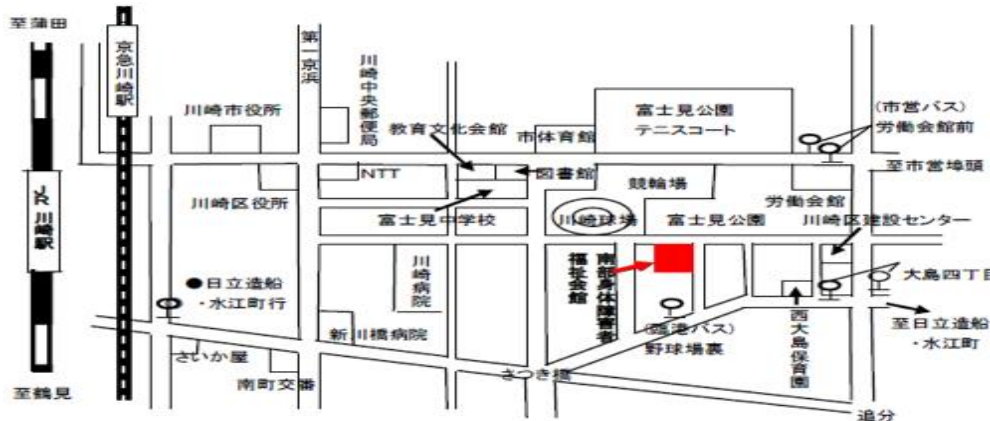 至蒲田
京急川崎駅
JR川崎駅
至鶴見
第一京浜
川崎市役所
川崎中央郵便局
教育文化会館
市体育館
富士見公園
テニスコート
(市営バス)
労働会館前
至市営埠頭
NTT
図書館
競輪場
労働会館
川崎区役所
富士見中学校
川崎球場
富士見公園
川崎区建設センター
●日立造船
・水江町行
川崎病院
南部身体障害者
福祉会館
大島四丁目
新川橋病院
(臨港バス)
野球場裏
西大島保育園
至日立造船
・水江町
さいか屋
南町交番
さつき橋
追分